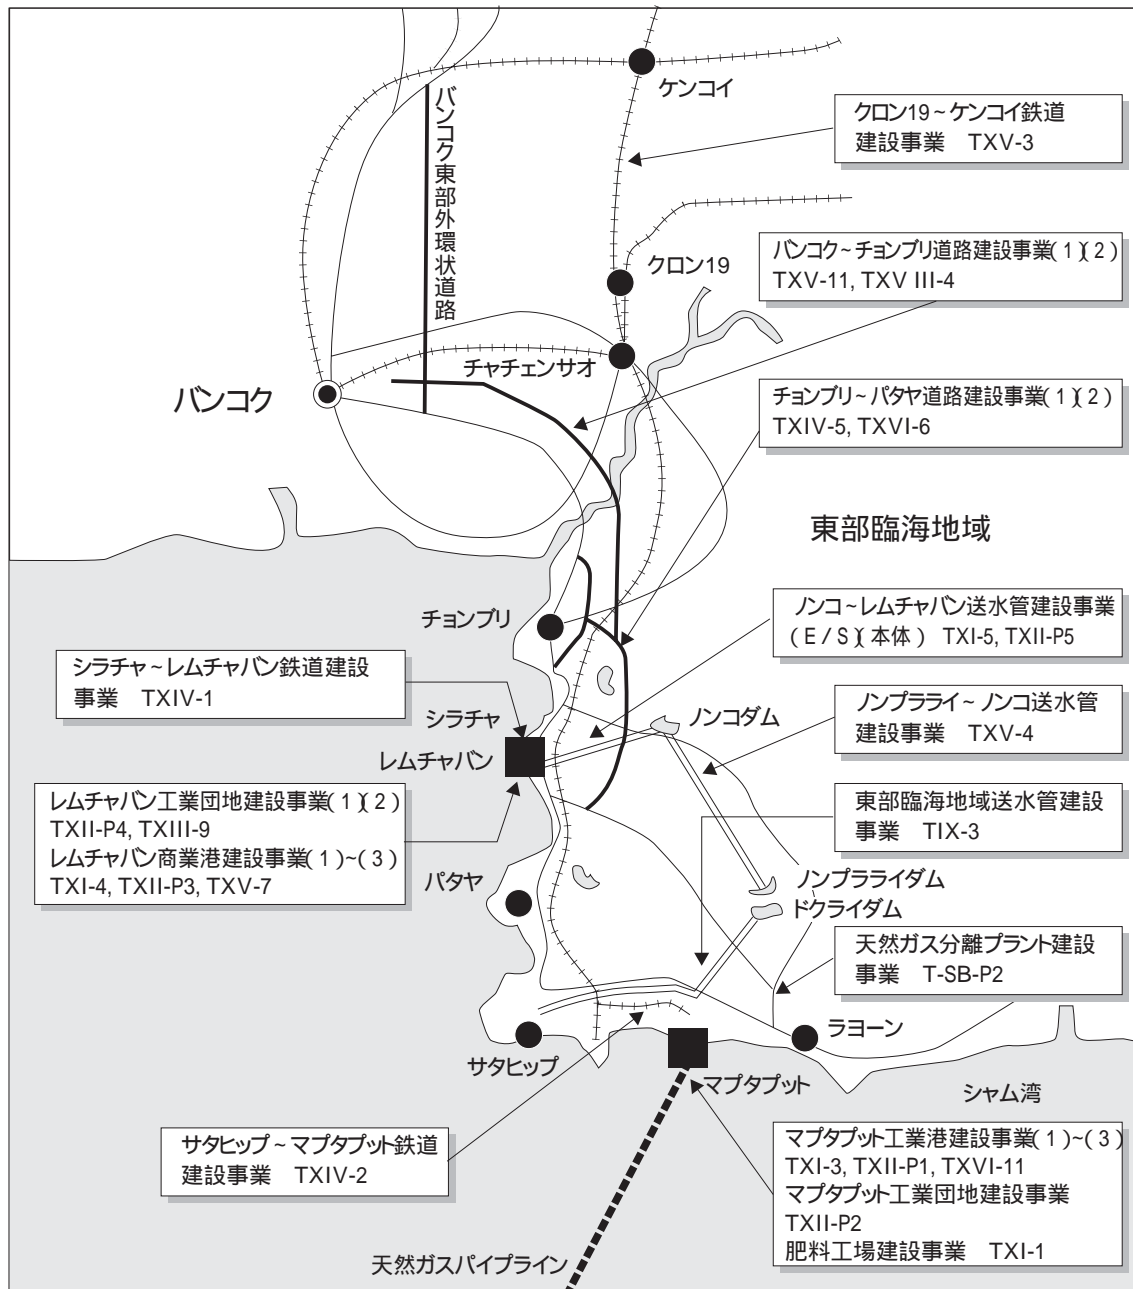 ケンコイ
バンコク東部外環状道路
クロン19~ケンコイ鉄道
建設事業 TXV-3
クロン19
バンコク~チョンブリ道路建設事業(1)(2)
TXV-11, TXV III-4
チャチェンサオ
バンコク
チョンブリ~パタヤ道路建設事業(1)(2)
TXIV-5, TXVI-6
東部臨海地域
チョンブリ
ノンコ~レムチャバン送水管建設事業
(E/S)(本体) TXI-5, TXII-P5
シラチャ~レムチャバン鉄道建設
事業 TXIV-1
シラチャ
レムチャバン
ノンコダム
ノンプラライ~ノンコ送水管
建設事業 TXV-4
レムチャバン工業団地建設事業(1)(2)
TXII-P4, TXIII-9
レムチャバン商業港建設事業(1)~(3)
TXI-4, TXII-P3, TXV-7
東部臨海地域送水管建設
事業 TIX-3
パタヤ
ノンプラライダム
ドクライダム
天然ガス分離プラント建設
事業 T-SB-P2
ラヨーン
サタヒップ
マプタプット
シャム湾
サタヒップ~マプタプット鉄道
建設事業 TXIV-2
マプタプット工業港建設事業(1)~(3)
TXI-3, TXII-P1, TXVI-11
マプタプット工業団地建設事業
TXII-P2
肥料工場建設事業 TXI-1
天然ガスパイプライン